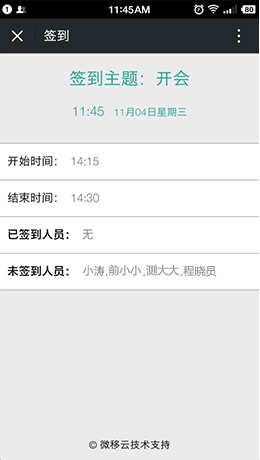 1 11:45AM 80
签到
签到主题：开会
11:45 11月04日星期三
开始时间： 14:15
结束时间： 14:30
已签到人员： 无
未签到人员： 小涛,前小小,测大大,程晓员
© 微移云技术支持